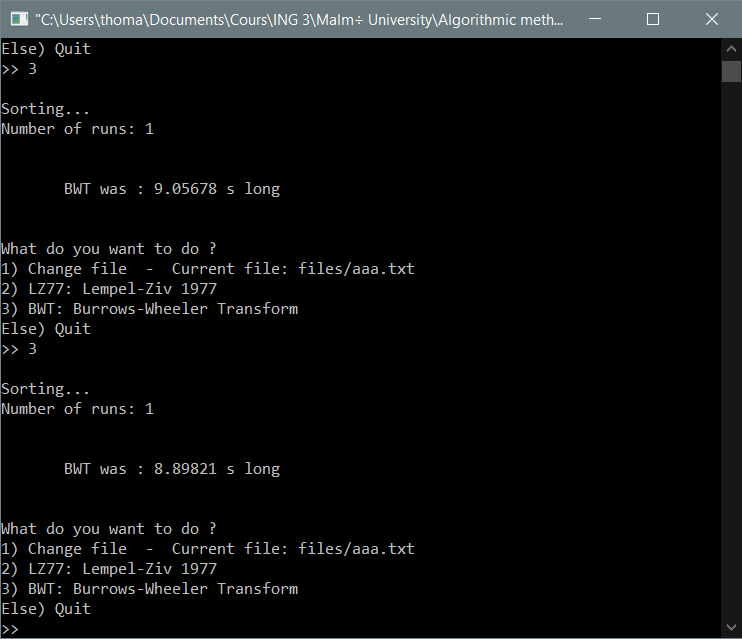 "C:\Users\thoma\Documents\Cours\ING 3\Malm÷ University\Algorithmic meth...
Else) Quit
>> 3
Sorting...
Number of runs: 1
BWT was : 9.05678 s long
What do you want to do ?
1) Change file  -  Current file: files/aaa.txt
2) LZ77: Lempel-Ziv 1977
3) BWT: Burrows-Wheeler Transform
Else) Quit
>> 3
Sorting...
Number of runs: 1
BWT was : 8.89821 s long
What do you want to do ?
1) Change file  -  Current file: files/aaa.txt
2) LZ77: Lempel-Ziv 1977
3) BWT: Burrows-Wheeler Transform
Else) Quit
>>